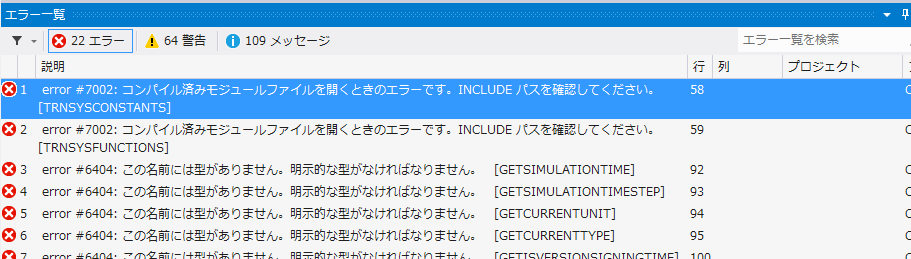 エラー一覧
22 エラー
64 警告
109 メッセージ
エラー一覧を検索
説明 行 列 プロジェクト
1 error #7002: コンパイル済みモジュールファイルを開くときのエラーです。INCLUDE パスを確認してください。 58
[TRNSYSCONSTANTS]
2 error #7002: コンパイル済みモジュールファイルを開くときのエラーです。INCLUDE パスを確認してください。 59
[TRNSYSFUNCTIONS]
3 error #6404: この名前には型がありません。明示的な型がなければなりません。 [GETSIMULATIONTIME] 92
4 error #6404: この名前には型がありません。明示的な型がなければなりません。 [GETSIMULATIONTIMESTEP] 93
5 error #6404: この名前には型がありません。明示的な型がなければなりません。 [GETCURRENTUNIT] 94
6 error #6404: この名前には型がありません。明示的な型がなければなりません。 [GETCURRENTTYPE] 95
7 error #6404: この名前には型がありません。明示的な型がなければなりません。 [GETISVERSIONSIGNINGTIME] 100